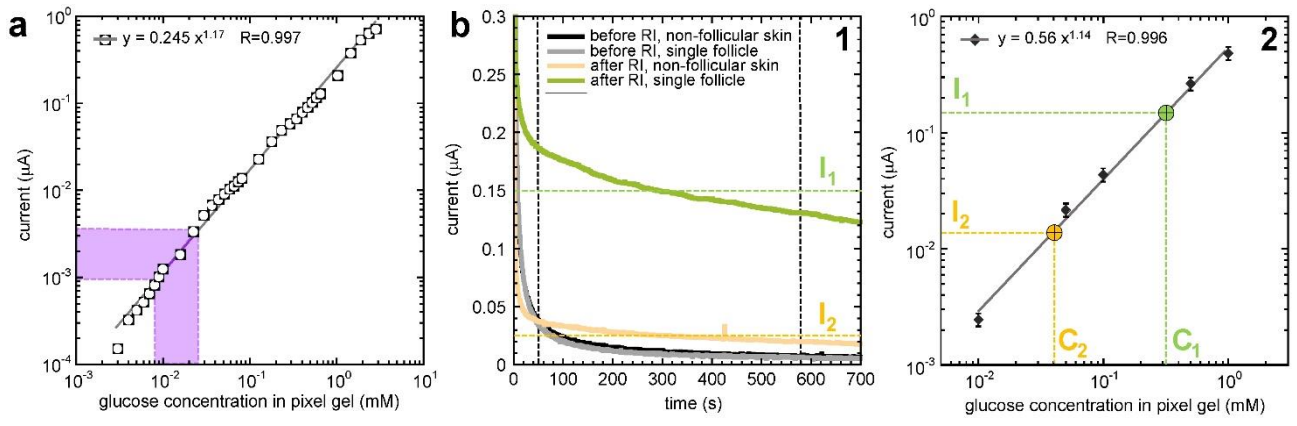 a
y = 0.245 x^1.17 R=0.997
10^0
10^-1
10^-2
10^-3
10^-4
current (μA)
10^-3 10^-2 10^-1 10^0 10^1
glucose concentration in pixel gel (mM)
b
1
before RI, non-follicular skin
before RI, single follicle
after RI, non-follicular skin
after RI, single follicle
0.3
0.25
0.2
0.15
0.1
0.05
0
current (μA)
I1
I2
0 100 200 300 400 500 600 700
time (s)
2
y = 0.56 x^1.14 R=0.996
10^0
10^-1
10^-2
10^-3
current (μA)
I1
I2
C2 C1
10^-2 10^-1 10^0
glucose concentration in pixel gel (mM)